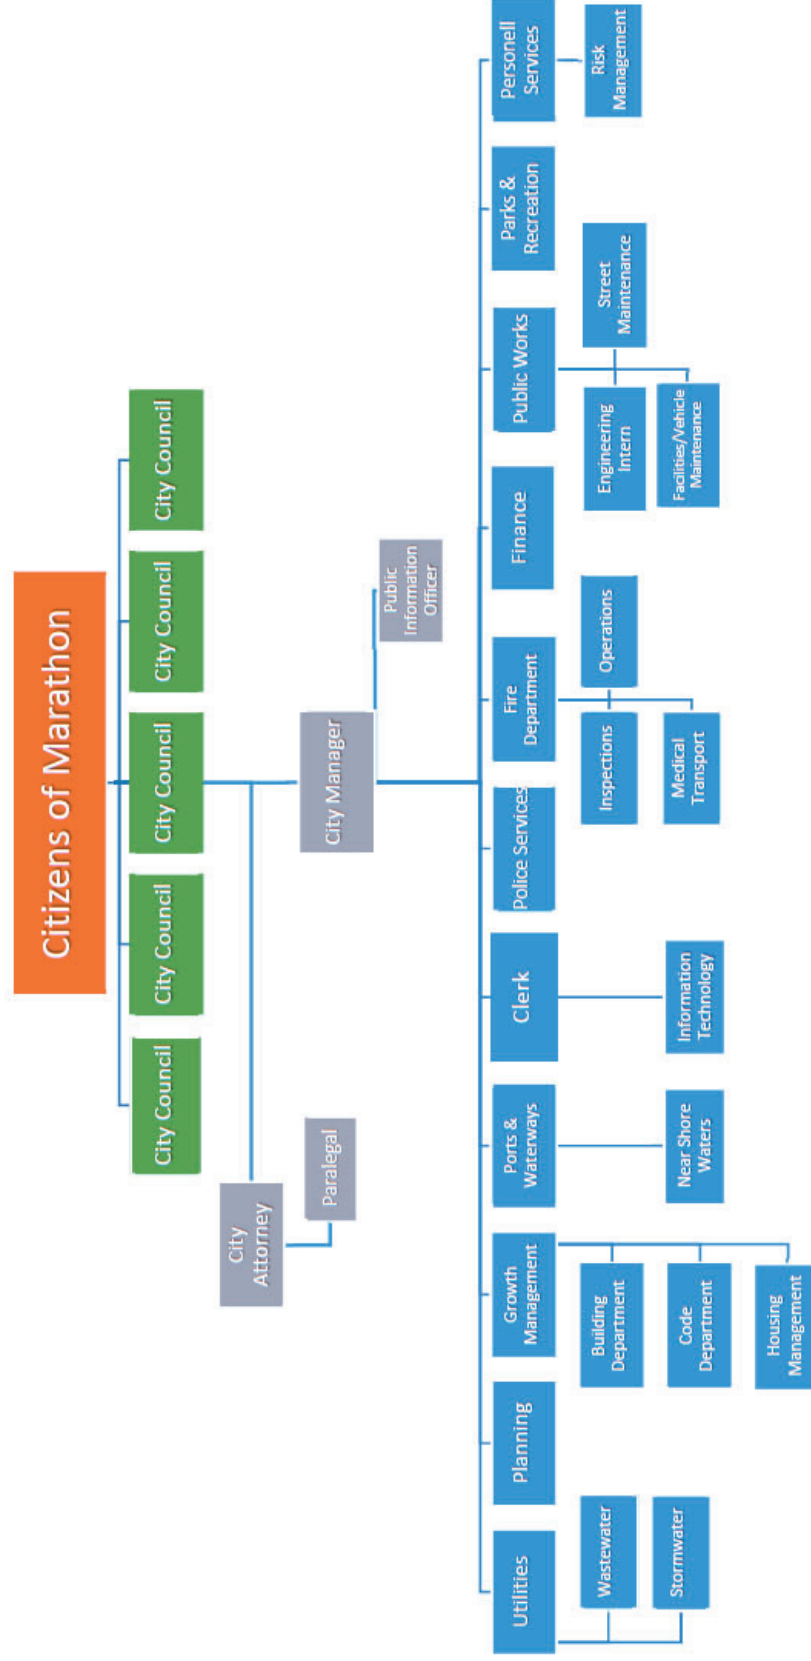 Citizens of Marathon
City Council
City Council
City Council
City Council
City Council
City
Attorney
Paralegal
City Manager
Public
Information
Officer
Utilities
Planning
Growth
Management
Ports &
Waterways
Clerk
Police Services
Fire
Department
Finance
Public Works
Parks &
Recreation
Personell
Services
Wastewater
Stormwater
Building
Department
Code
Department
Housing
Management
Near Shore
Waters
Information
Technology
Inspections
Operations
Medical
Transport
Engineering
Intern
Street
Maintenance
Facilities/Vehicle
Maintenance
Risk
Management